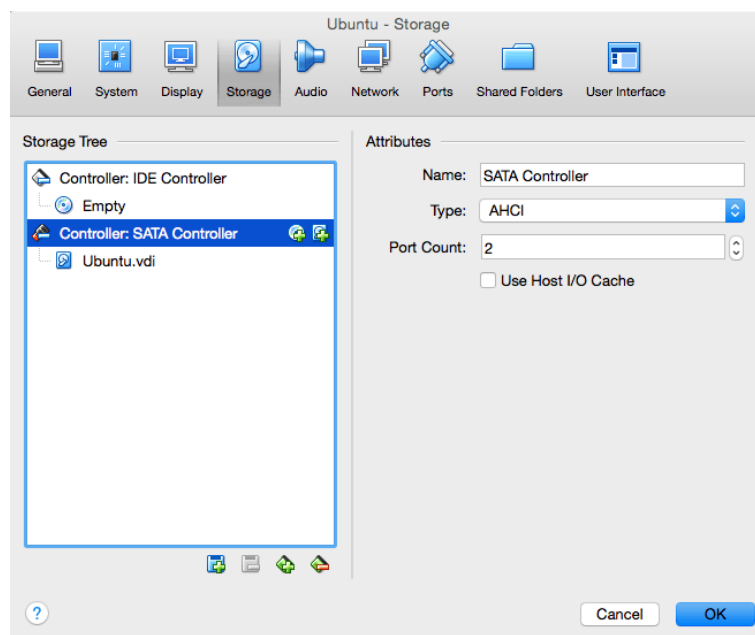 Ubuntu - Storage
General System Display Storage Audio Network Ports Shared Folders User Interface
Storage Tree
Controller: IDE Controller
Empty
Controller: SATA Controller
Ubuntu.vdi
Attributes
Name: SATA Controller
Type: AHCI
Port Count: 2
Use Host I/O Cache
?
Cancel OK